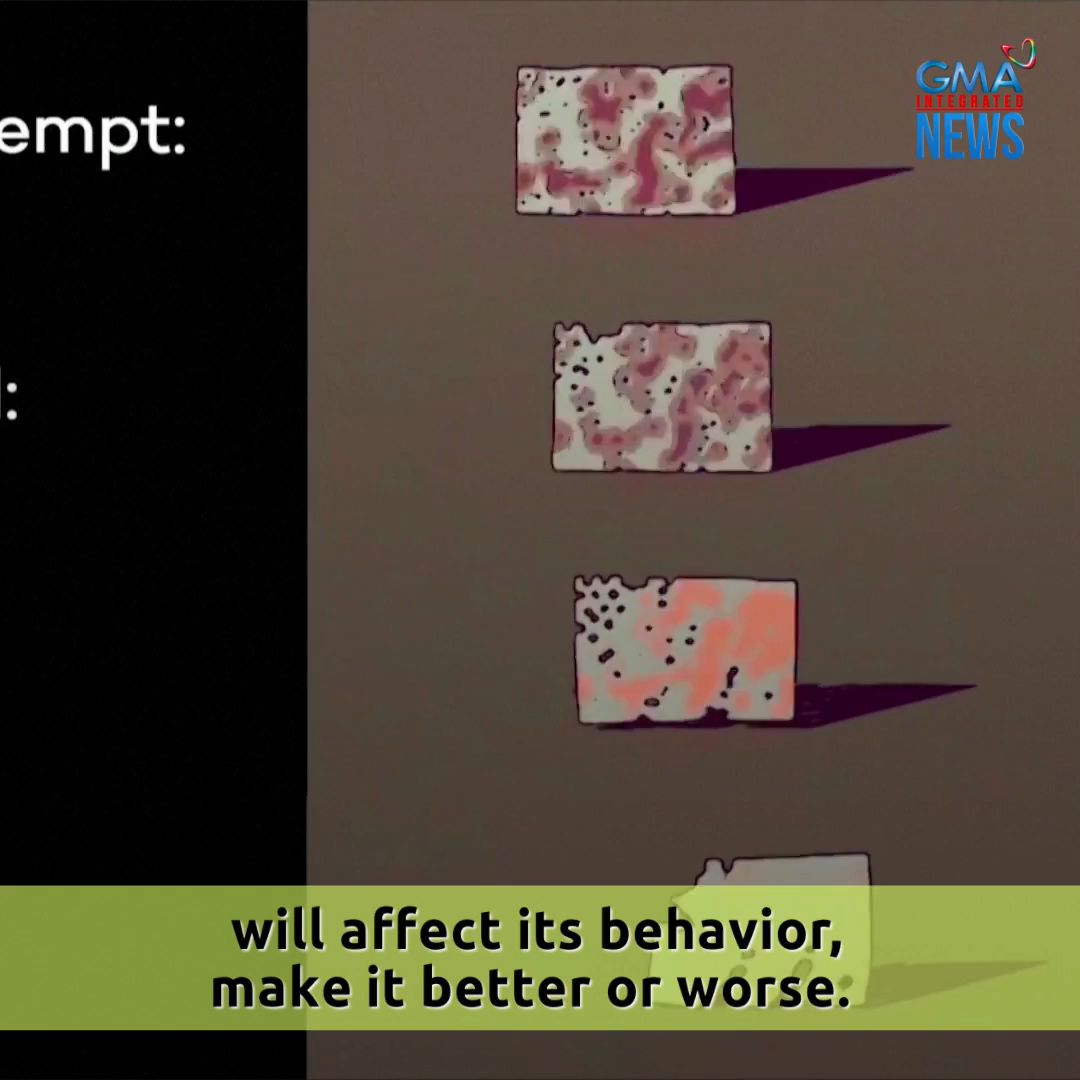 GMA
INTEGRATED
NEWS
empt:
:
will affect its behavior,
make it better or worse.